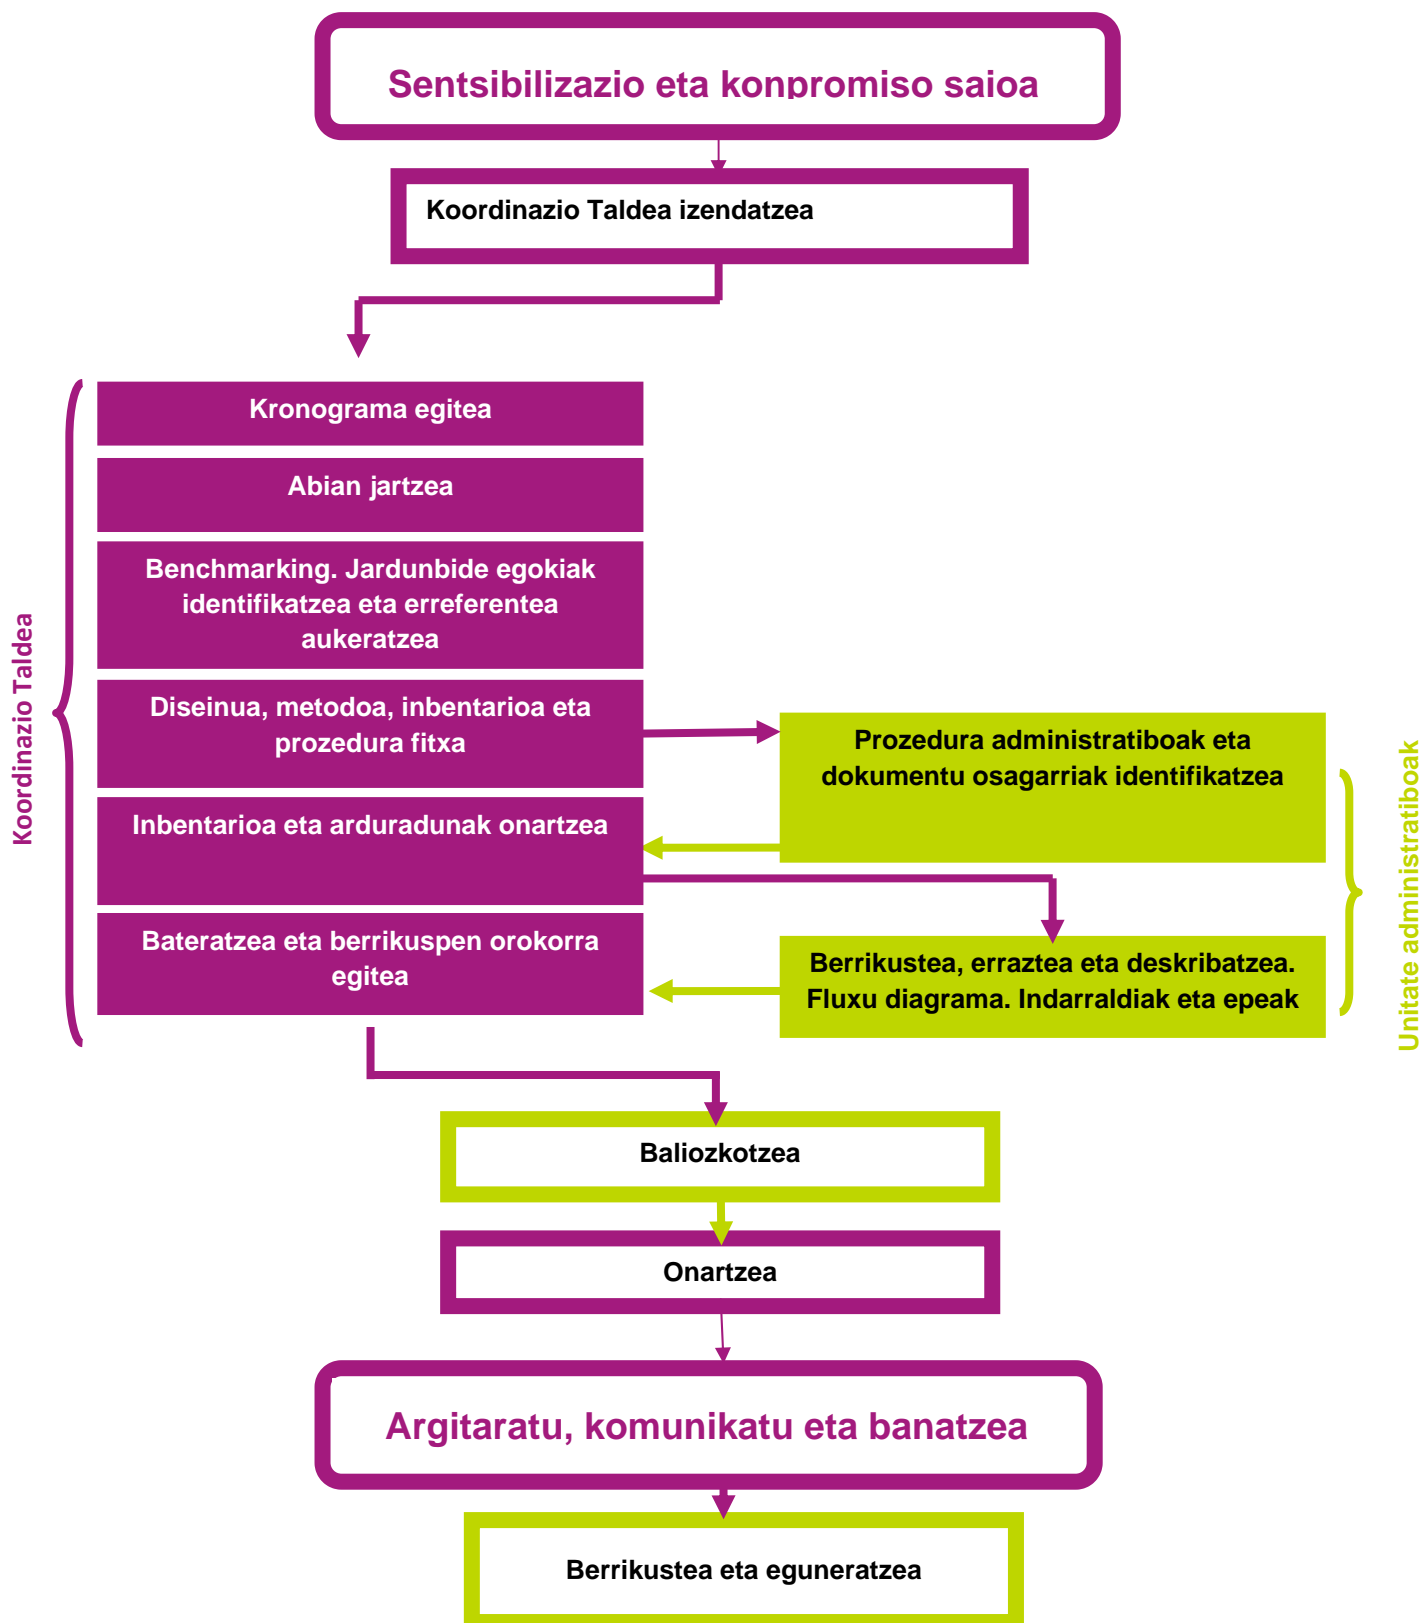 Sentsibilizazio eta konpromiso saioa
Koordinazio Taldea izendatzea
Koordinazio Taldea
Kronograma egitea
Abian jartzea
Benchmarking. Jardunbide egokiak
identifikatzea eta erreferentea
aukeratzea
Diseinua, metodoa, inbentarioa eta
prozedura fitxa
Prozedura administratiboak eta
dokumentu osagarriak identifikatzea
Inbentarioa eta arduradunak onartzea
Bateratzea eta berrikuspen orokorra
egitea
Berrikustea, erraztea eta deskribatzea.
Fluxu diagrama. Indarraldiak eta epeak
Unitate administratiboak
Baliozkotzea
Onartzea
Argitaratu, komunikatu eta banatzea
Berrikustea eta eguneratzea